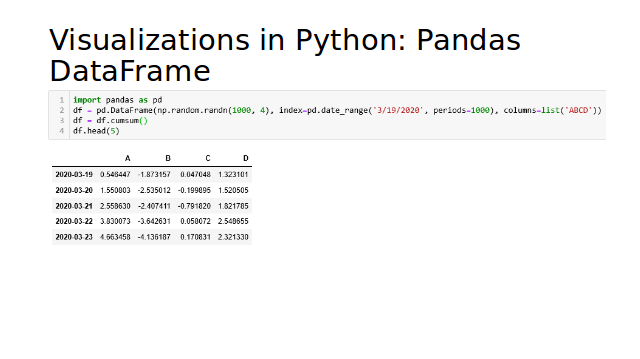 Visualizations in Python: Pandas
DataFrame
1 import pandas as pd
2 df = pd.DataFrame(np.random.randn(1000, 4), index=pd.date_range('3/19/2020', periods=1000), columns=list('ABCD'))
3 df = df.cumsum()
4 df.head(5)
A B C D
2020-03-19 0.546447 -1.873157 0.047048 1.323101
2020-03-20 1.550803 -2.535012 -0.199895 1.520505
2020-03-21 2.558630 -2.407411 -0.791820 1.821785
2020-03-22 3.830073 -3.642631 0.058072 2.548655
2020-03-23 4.663458 -4.136187 0.170831 2.321330